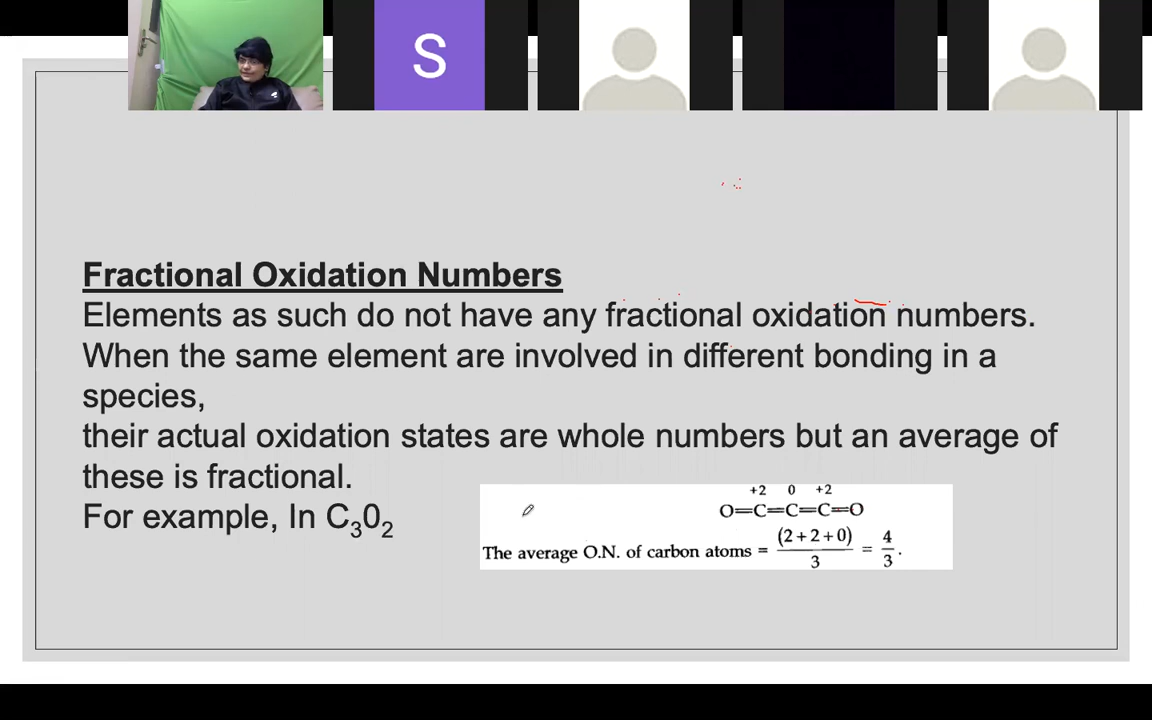 S
Fractional Oxidation Numbers
Elements as such do not have any fractional oxidation numbers.
When the same element are involved in different bonding in a
species,
their actual oxidation states are whole numbers but an average of
these is fractional.
For example, In C₃0₂
+2 0 +2
O=C=C=C=O
The average O.N. of carbon atoms = (2+2+0)/3 = 4/3.